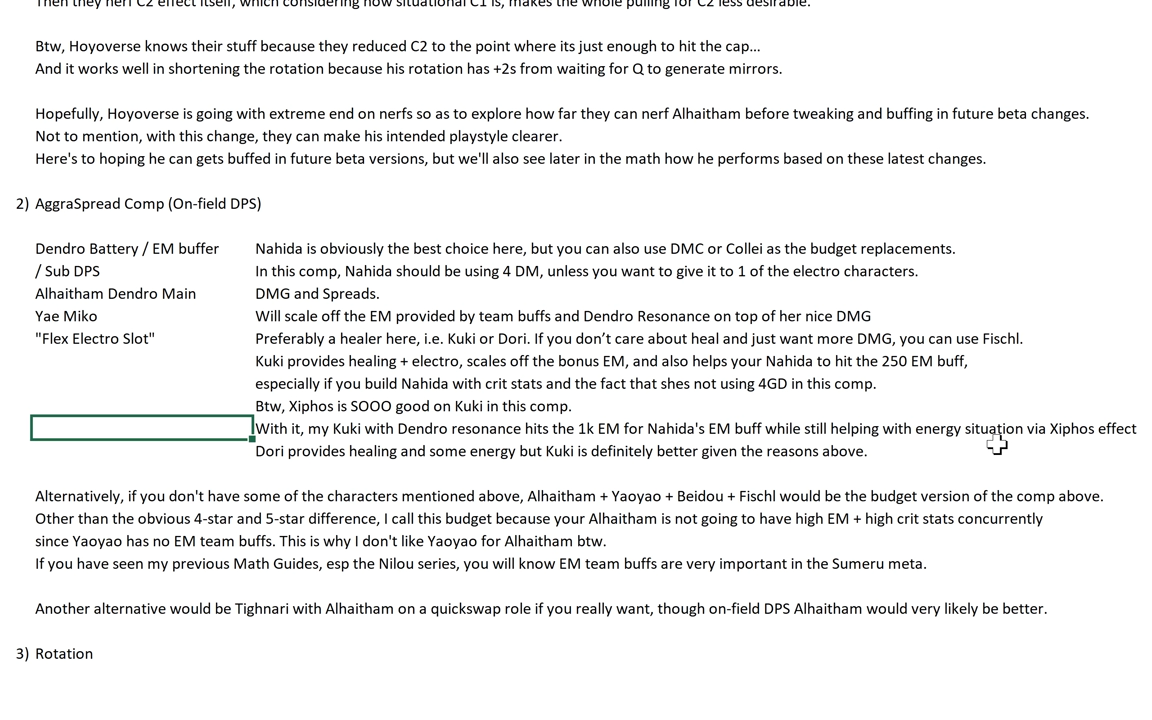 Then they nerf C2 effect itself, which considering how situational C1 is, makes the whole pulling for C2 less desirable.
Btw, Hoyoverse knows their stuff because they reduced C2 to the point where its just enough to hit the cap...
And it works well in shortening the rotation because his rotation has +2s from waiting for Q to generate mirrors.
Hopefully, Hoyoverse is going with extreme end on nerfs so as to explore how far they can nerf Alhaitham before tweaking and buffing in future beta changes.
Not to mention, with this change, they can make his intended playstyle clearer.
Here's to hoping he can gets buffed in future beta versions, but we'll also see later in the math how he performs based on these latest changes.
2) AggraSpread Comp (On-field DPS)
Dendro Battery / EM buffer Nahida is obviously the best choice here, but you can also use DMC or Collei as the budget replacements.
/ Sub DPS In this comp, Nahida should be using 4 DM, unless you want to give it to 1 of the electro characters.
Alhaitham Dendro Main DMG and Spreads.
Yae Miko Will scale off the EM provided by team buffs and Dendro Resonance on top of her nice DMG
"Flex Electro Slot" Preferably a healer here, i.e. Kuki or Dori. If you don’t care about heal and just want more DMG, you can use Fischl.
Kuki provides healing + electro, scales off the bonus EM, and also helps your Nahida to hit the 250 EM buff,
especially if you build Nahida with crit stats and the fact that shes not using 4GD in this comp.
Btw, Xiphos is SOOO good on Kuki in this comp.
With it, my Kuki with Dendro resonance hits the 1k EM for Nahida's EM buff while still helping with energy situation via Xiphos effect
Dori provides healing and some energy but Kuki is definitely better given the reasons above.
Alternatively, if you don't have some of the characters mentioned above, Alhaitham + Yaoyao + Beidou + Fischl would be the budget version of the comp above.
Other than the obvious 4-star and 5-star difference, I call this budget because your Alhaitham is not going to have high EM + high crit stats concurrently
since Yaoyao has no EM team buffs. This is why I don't like Yaoyao for Alhaitham btw.
If you have seen my previous Math Guides, esp the Nilou series, you will know EM team buffs are very important in the Sumeru meta.
Another alternative would be Tighnari with Alhaitham on a quickswap role if you really want, though on-field DPS Alhaitham would very likely be better.
3) Rotation